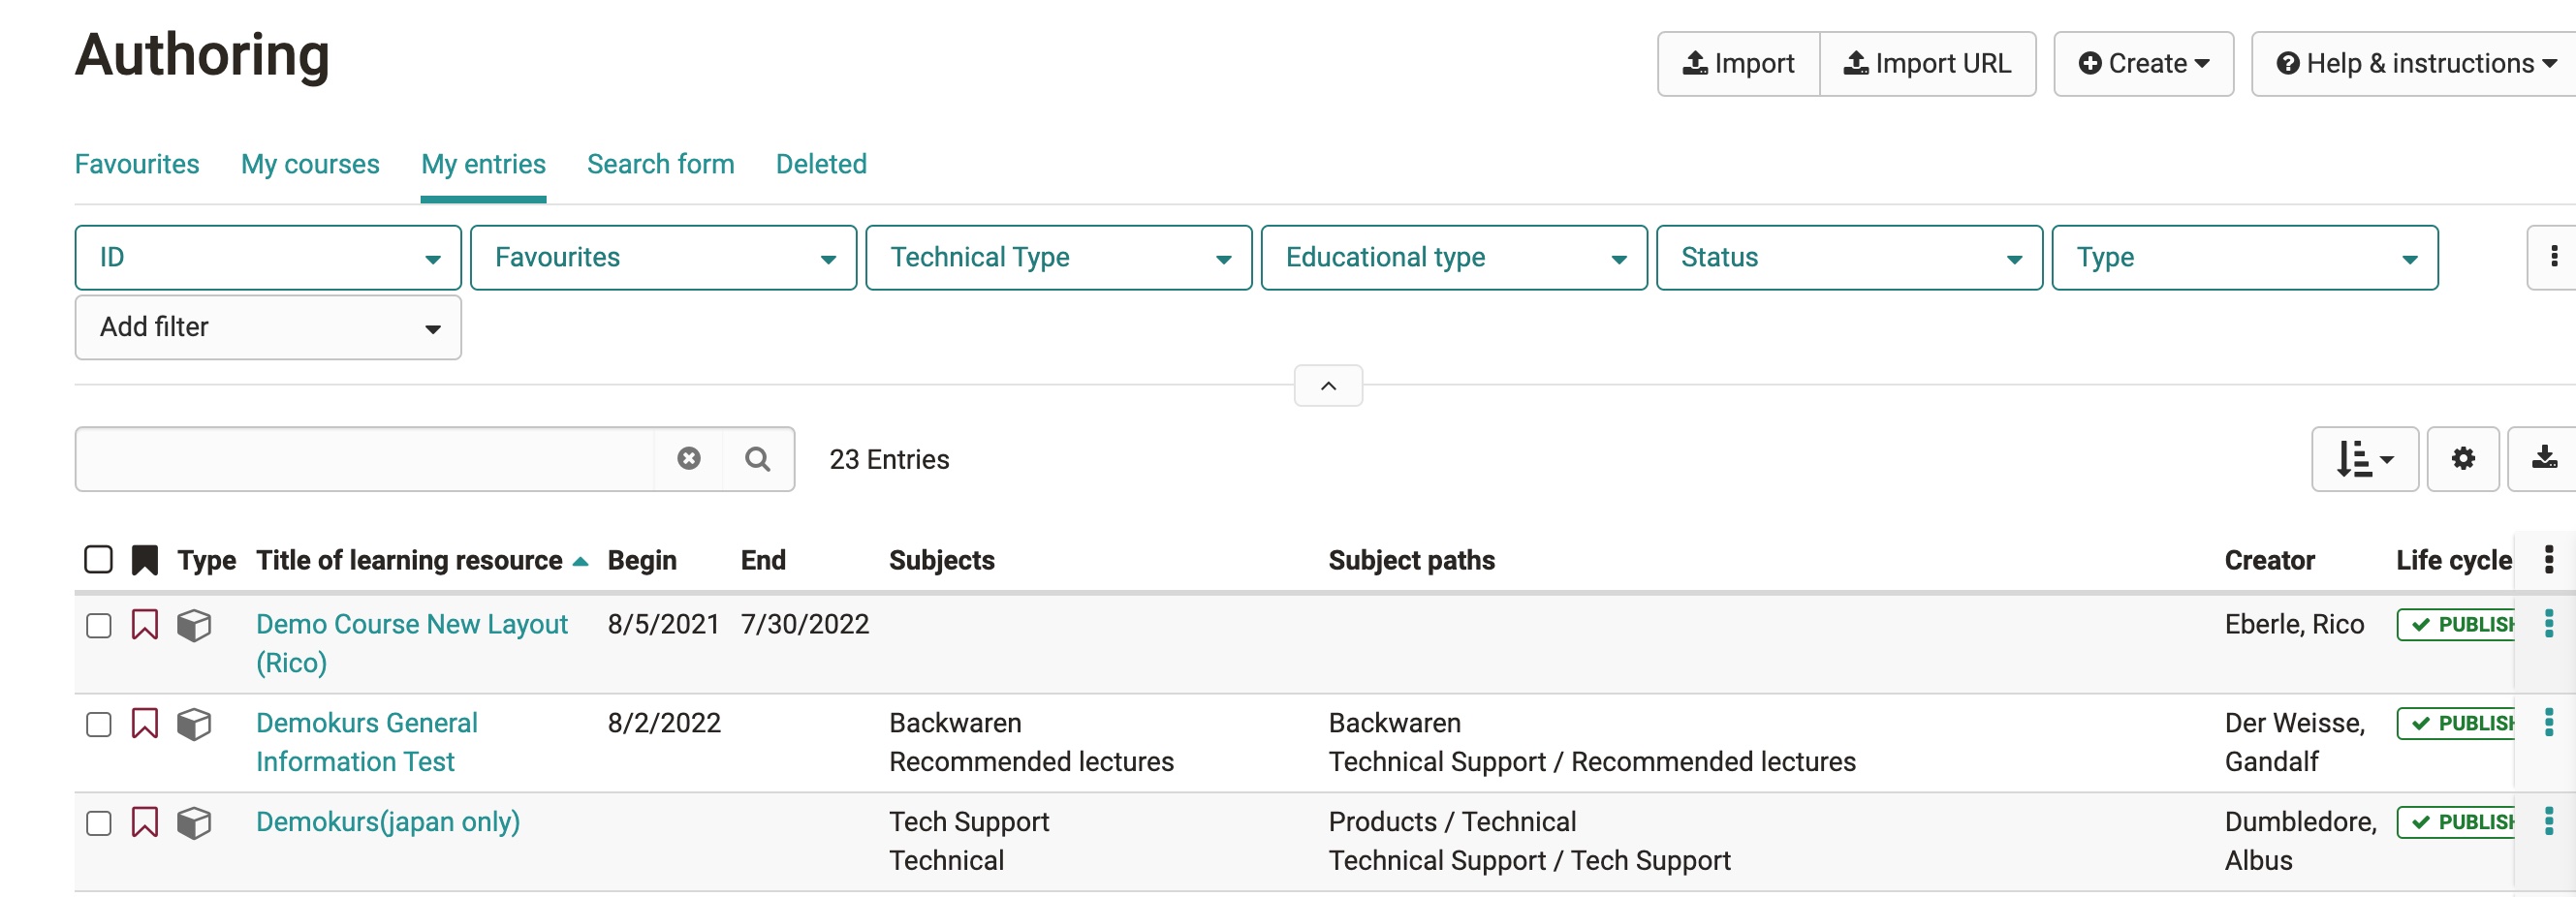 Authoring
Import
Import URL
Create
Help & instructions
Favourites
My courses
My entries
Search form
Deleted
ID
Favourites
Technical Type
Educational type
Status
Type
Add filter
23 Entries
Type
Title of learning resource
Begin
End
Subjects
Subject paths
Creator
Life cycle
Demo Course New Layout
(Rico)
8/5/2021
7/30/2022
Eberle, Rico
PUBLISH
Demokurs General
Information Test
8/2/2022
Backwaren
Recommended lectures
Backwaren
Technical Support / Recommended lectures
Der Weisse,
Gandalf
PUBLISH
Demokurs(japan only)
Tech Support
Technical
Products / Technical
Technical Support / Tech Support
Dumbledore,
Albus
PUBLISH